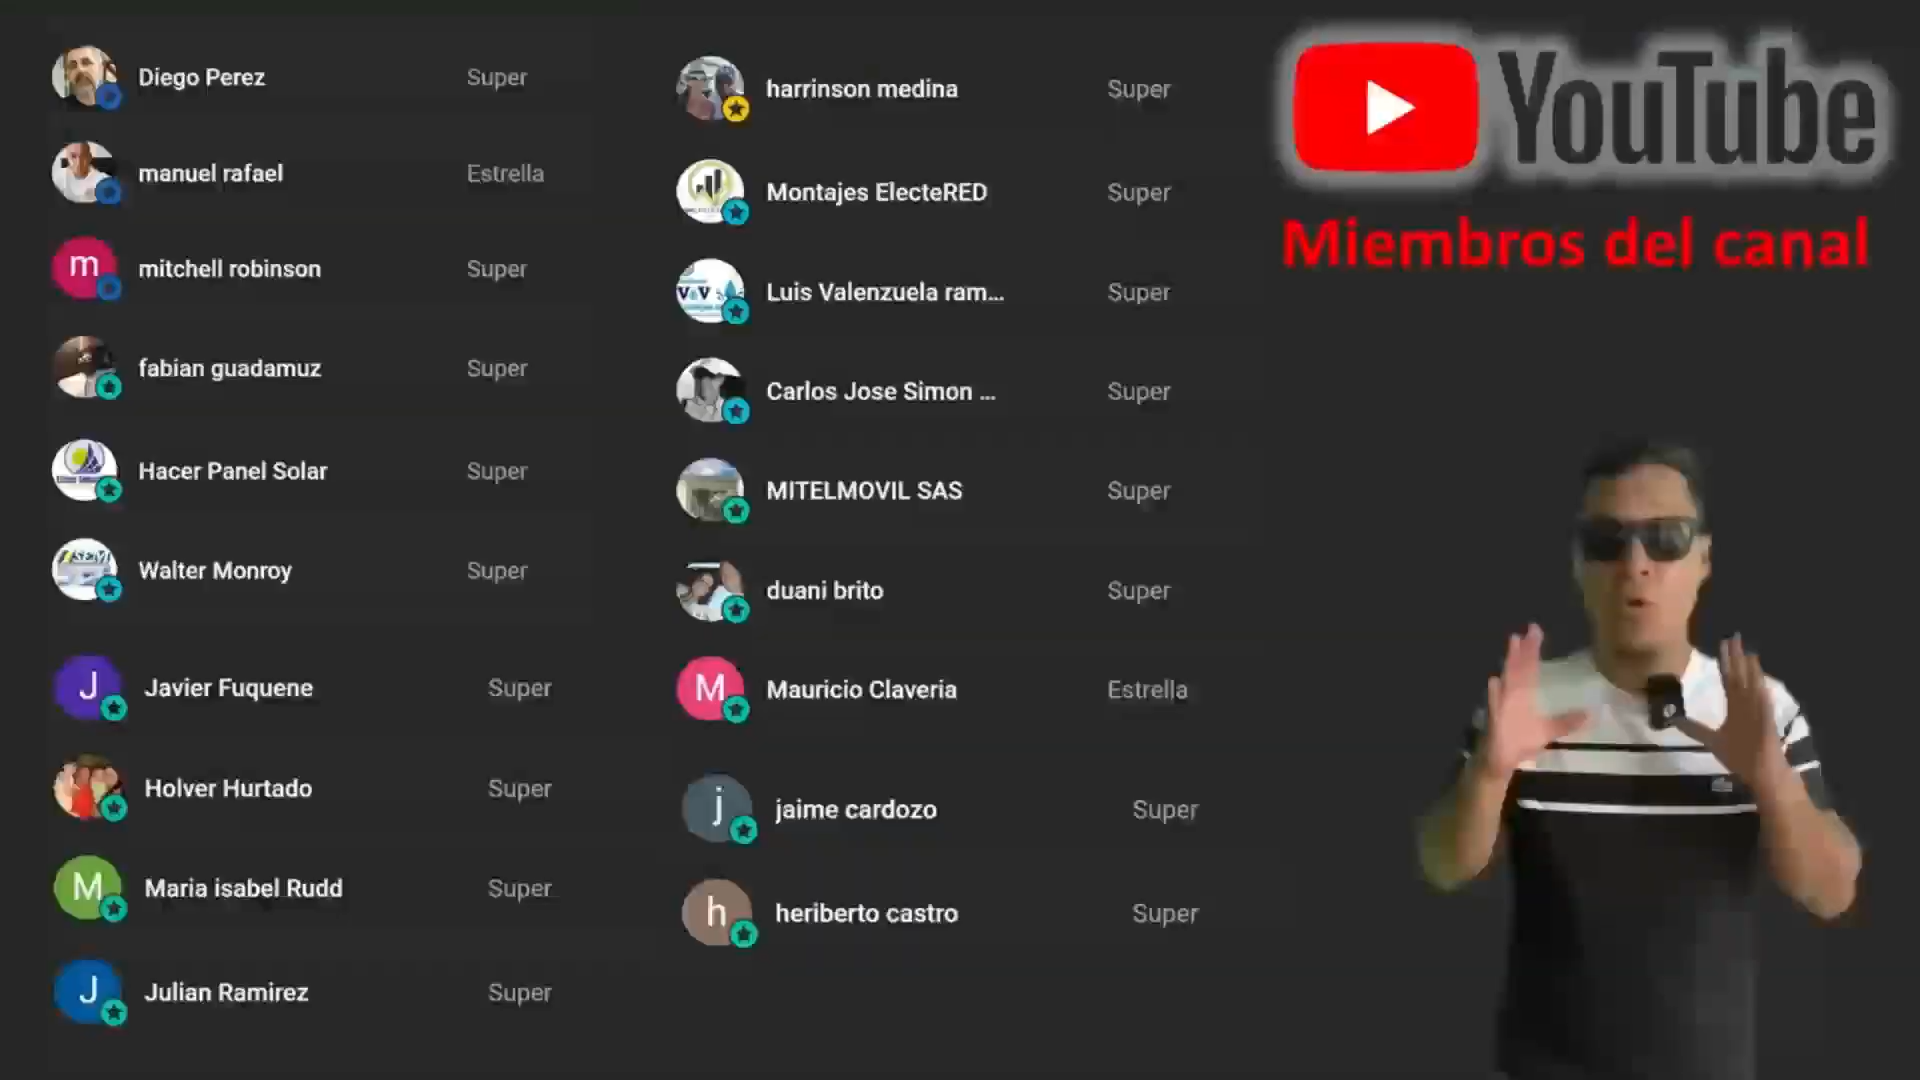 Diego Perez Super
manuel rafael Estrella
m mitchell robinson Super
fabian guadamuz Super
Hacer Panel Solar Super
Walter Monroy Super
J Javier Fuquene Super
Holver Hurtado Super
M Maria isabel Rudd Super
J Julian Ramirez Super
harrinson medina Super
Montajes ElecteRED Super
V&V Luis Valenzuela ram... Super
Carlos Jose Simon ... Super
MITELMOVIL SAS Super
duani brito Super
M Mauricio Claveria Estrella
j jaime cardozo Super
h heriberto castro Super
YouTube
Miembros del canal